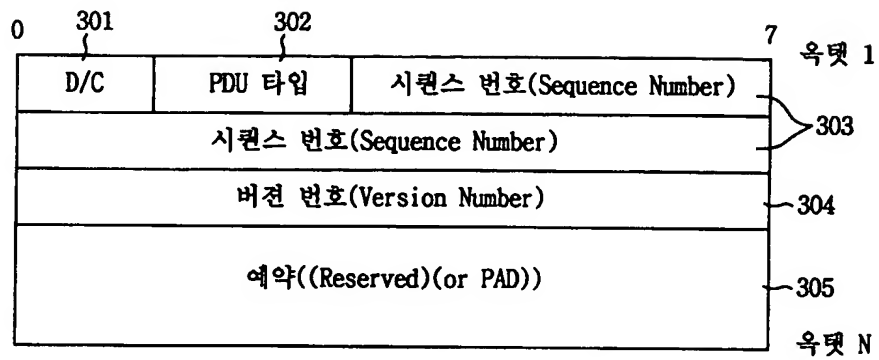 301 302
0 7 옥텟 1
D/C PDU 타입 시퀀스 번호(Sequence Number)
303
시퀀스 번호(Sequence Number)
버젼 번호(Version Number) 304
예약((Reserved)(or PAD)) 305
옥텟 N